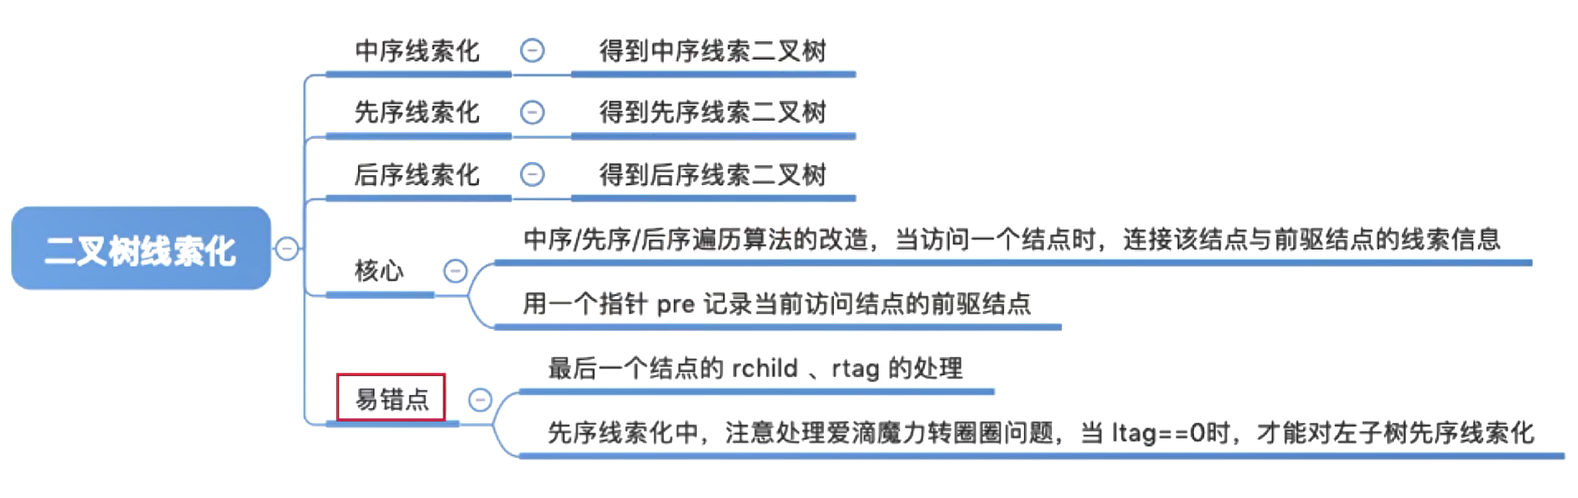 中序线索化
得到中序线索二叉树
先序线索化
得到先序线索二叉树
后序线索化
得到后序线索二叉树
二叉树线索化
核心
中序/先序/后序遍历算法的改造，当访问一个结点时，连接该结点与前驱结点的线索信息
用一个指针 pre 记录当前访问结点的前驱结点
易错点
最后一个结点的 rchild 、rtag 的处理
先序线索化中，注意处理爱滴魔力转圈圈问题，当 ltag==0时，才能对左子树先序线索化